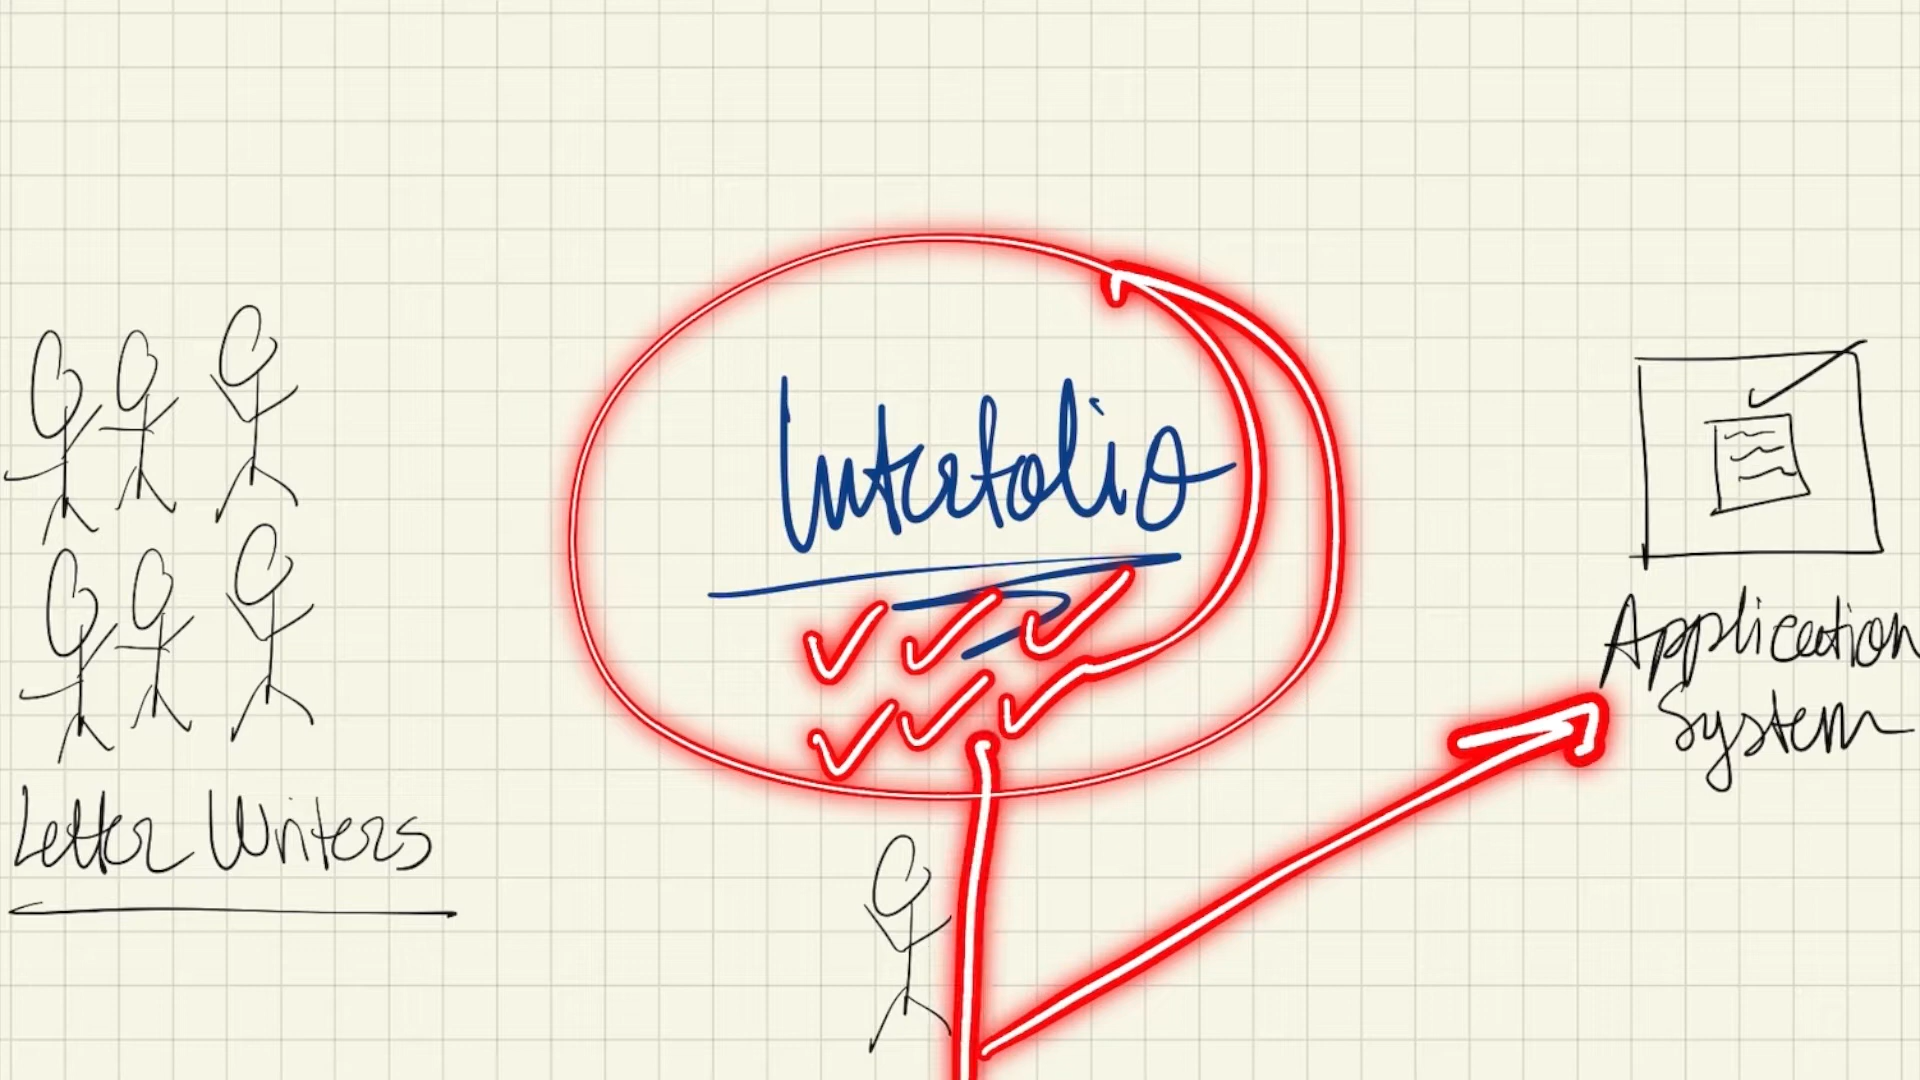 Interfolio
Letter Writers
Application
System